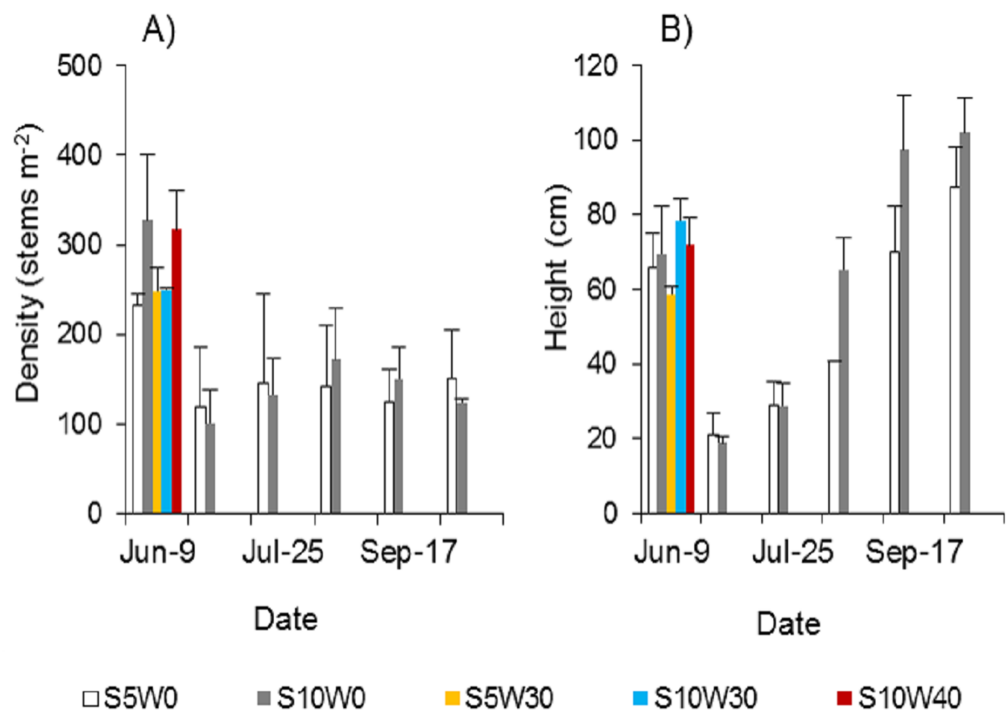 A)
500
400
300
200
100
0
Density (stems m⁻²)
Jun-9 Jul-25 Sep-17
Date
B)
120
100
80
60
40
20
0
Height (cm)
Jun-9 Jul-25 Sep-17
Date
S5W0 S10W0 S5W30 S10W30 S10W40